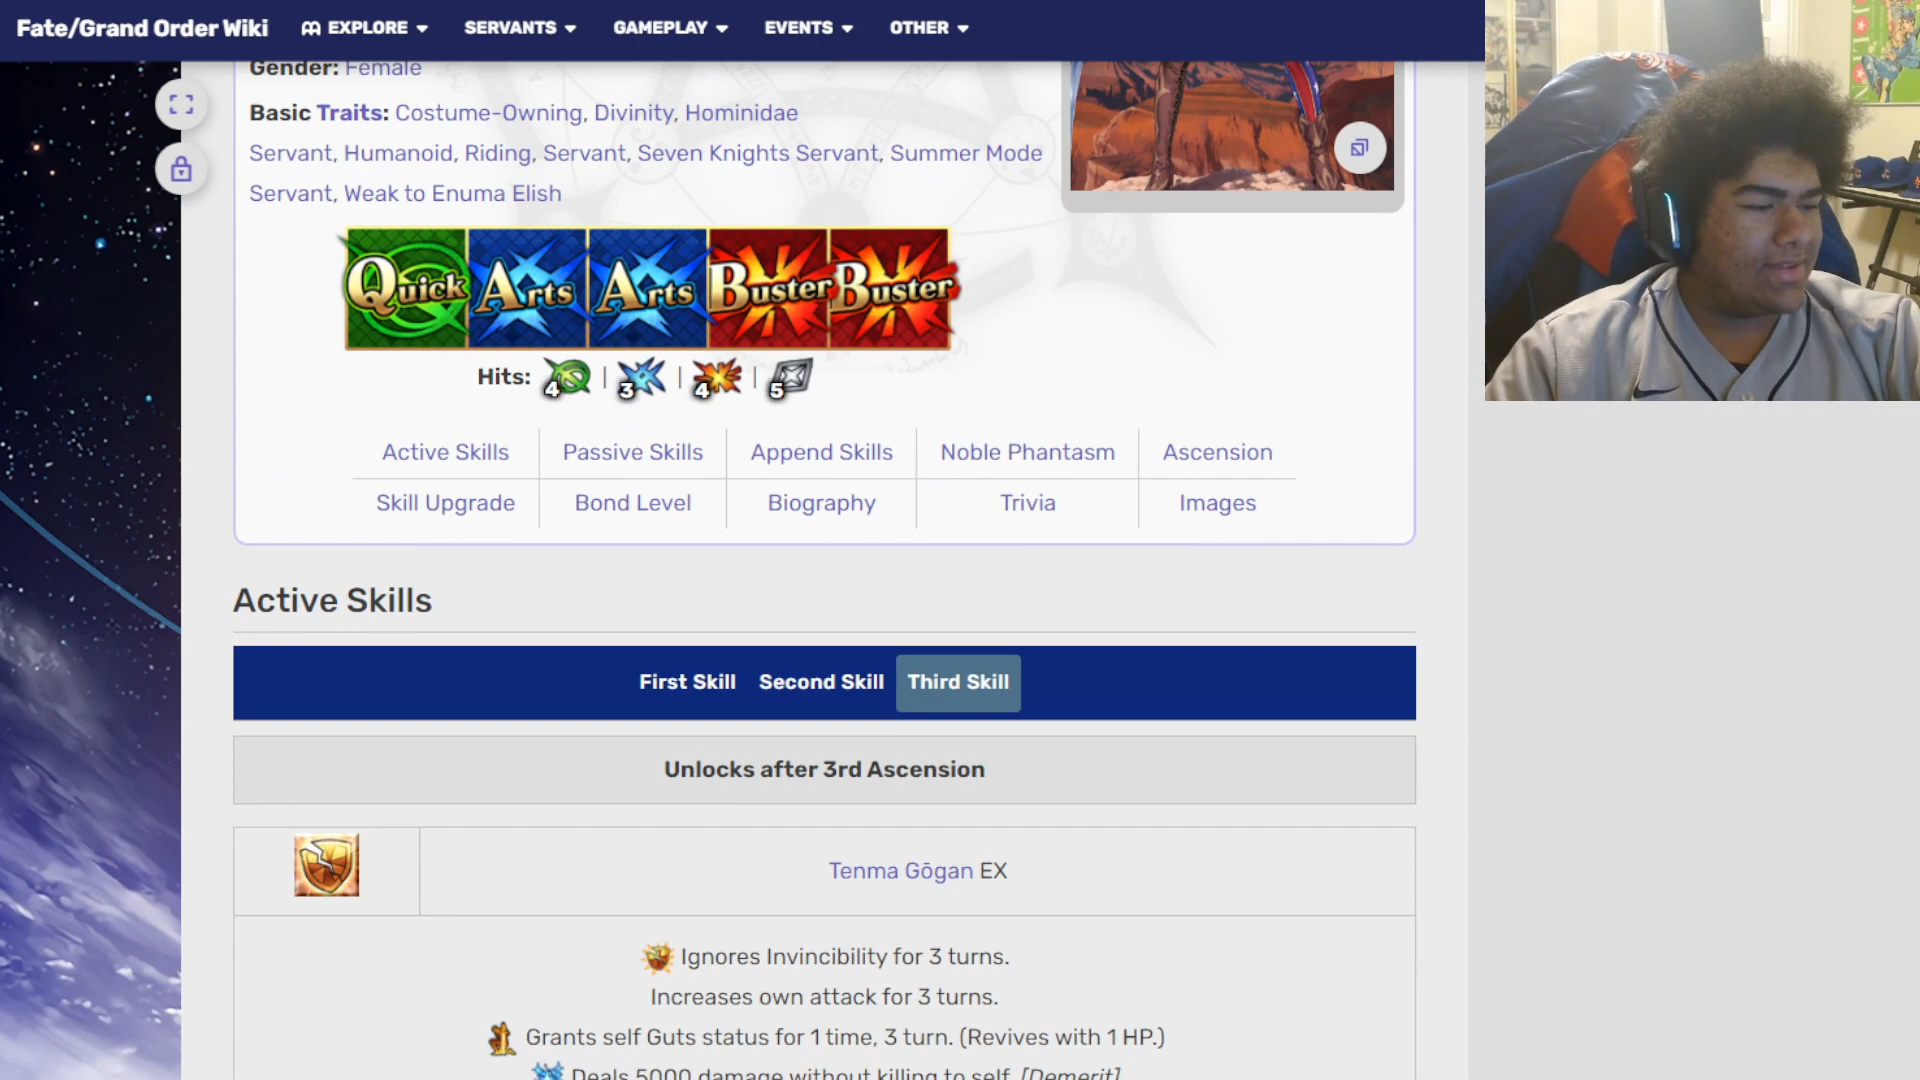 Fate/Grand Order Wiki EXPLORE SERVANTS GAMEPLAY EVENTS OTHER
Gender: Female
Basic Traits: Costume-Owning, Divinity, Hominidae
Servant, Humanoid, Riding, Servant, Seven Knights Servant, Summer Mode
Servant, Weak to Enuma Elish
Quick Arts Arts Buster Buster
Hits: 4 | 3 | 4 | 5
Active Skills Passive Skills Append Skills Noble Phantasm Ascension
Skill Upgrade Bond Level Biography Trivia Images
Active Skills
First Skill Second Skill Third Skill
Unlocks after 3rd Ascension
Tenma Gōgan EX
Ignores Invincibility for 3 turns.
Increases own attack for 3 turns.
Grants self Guts status for 1 time, 3 turn. (Revives with 1 HP.)
Deals 5000 damage without killing to self. [Demerit]